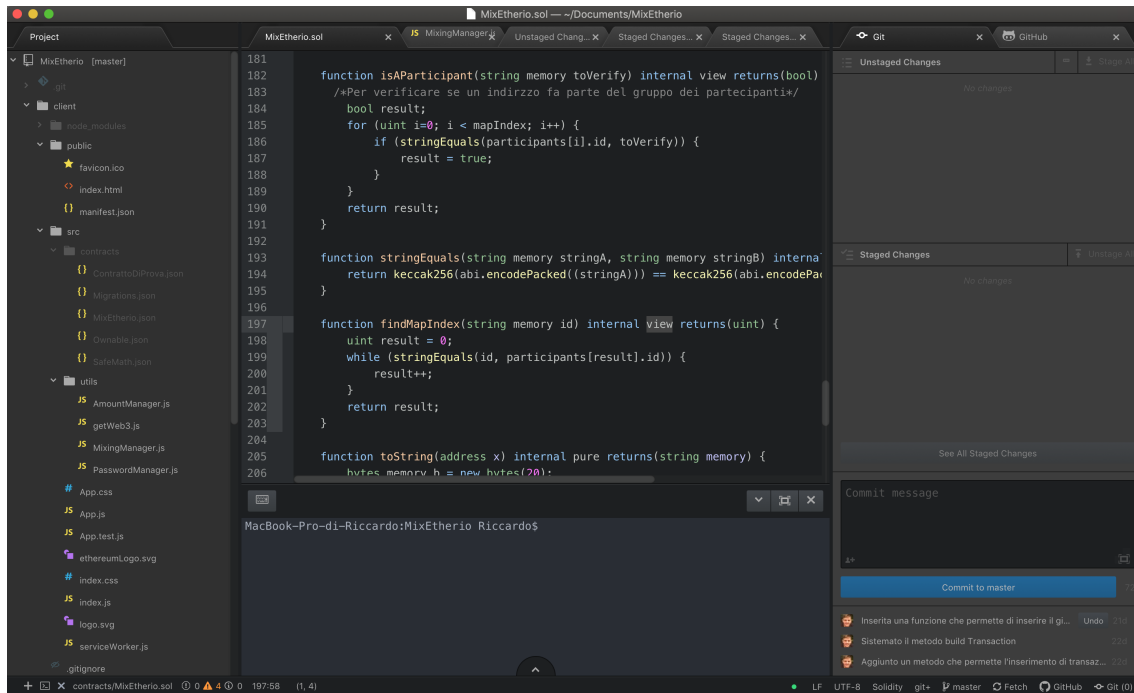 MixEtherio.sol — ~/Documents/MixEtherio
Project
MixEtherio.sol
MixingManager.js
Unstaged Chang...
Staged Changes...
Staged Changes...
Git
GitHub
MixEtherio [master]
.git
client
node_modules
public
favicon.ico
index.html
manifest.json
src
contracts
ContrattoDiProva.json
Migrations.json
MixEtherio.json
Ownable.json
SafeMath.json
utils
AmountManager.js
getWeb3.js
MixingManager.js
PasswordManager.js
App.css
App.js
App.test.js
ethereumLogo.svg
index.css
index.js
logo.svg
serviceWorker.js
.gitignore
181
182 function isAParticipant(string memory toVerify) internal view returns(bool)
183 /*Per verificare se un indirzzo fa parte del gruppo dei partecipanti*/
184 bool result;
185 for (uint i=0; i < mapIndex; i++) {
186 if (stringEquals(participants[i].id, toVerify)) {
187 result = true;
188 }
189 }
190 return result;
191 }
192
193 function stringEquals(string memory stringA, string memory stringB) interna
194 return keccak256(abi.encodePacked((stringA))) == keccak256(abi.encodePac
195 }
196
197 function findMapIndex(string memory id) internal view returns(uint) {
198 uint result = 0;
199 while (stringEquals(id, participants[result].id)) {
200 result++;
201 }
202 return result;
203 }
204
205 function toString(address x) internal pure returns(string memory) {
206 bytes memory b = new bytes(20);
MacBook-Pro-di-Riccardo:MixEtherio Riccardo$
Unstaged Changes
Stage All
No changes
Staged Changes
Unstage All
No changes
See All Staged Changes
Commit message
Commit to master
72
Inserita una funzione che permette di inserire il gi... Undo 21d
Sistemato il metodo build Transaction 22d
Aggiunto un metodo che permette l'inserimento di transaz... 22d
contracts/MixEtherio.sol 0 4 0 197:58 (1, 4)
LF UTF-8 Solidity git+ master Fetch GitHub Git (0)